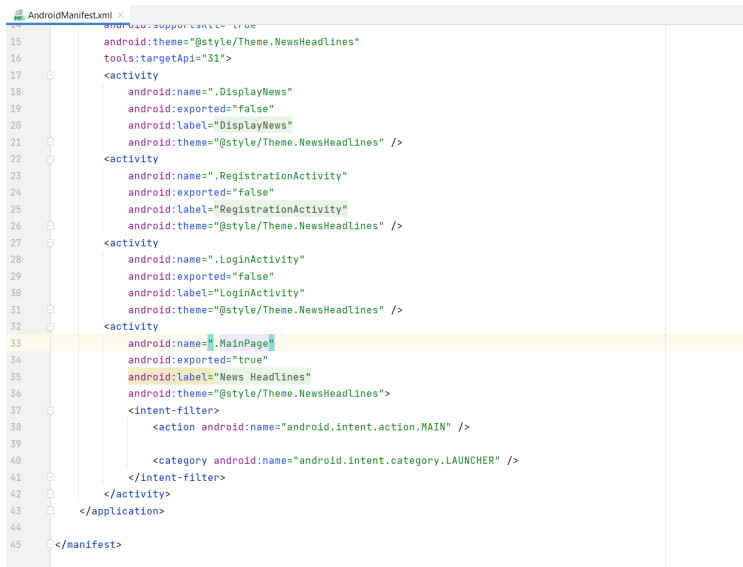 AndroidManifest.xml
14 android:supportsRtl="true"
15 android:theme="@style/Theme.NewsHeadlines"
16 tools:targetApi="31">
17 <activity
18 android:name=".DisplayNews"
19 android:exported="false"
20 android:label="DisplayNews"
21 android:theme="@style/Theme.NewsHeadlines" />
22 <activity
23 android:name=".RegistrationActivity"
24 android:exported="false"
25 android:label="RegistrationActivity"
26 android:theme="@style/Theme.NewsHeadlines" />
27 <activity
28 android:name=".LoginActivity"
29 android:exported="false"
30 android:label="LoginActivity"
31 android:theme="@style/Theme.NewsHeadlines" />
32 <activity
33 android:name=".MainPage"
34 android:exported="true"
35 android:label="News Headlines"
36 android:theme="@style/Theme.NewsHeadlines">
37 <intent-filter>
38 <action android:name="android.intent.action.MAIN" />
39
40 <category android:name="android.intent.category.LAUNCHER" />
41 </intent-filter>
42 </activity>
43 </application>
44
45 </manifest>